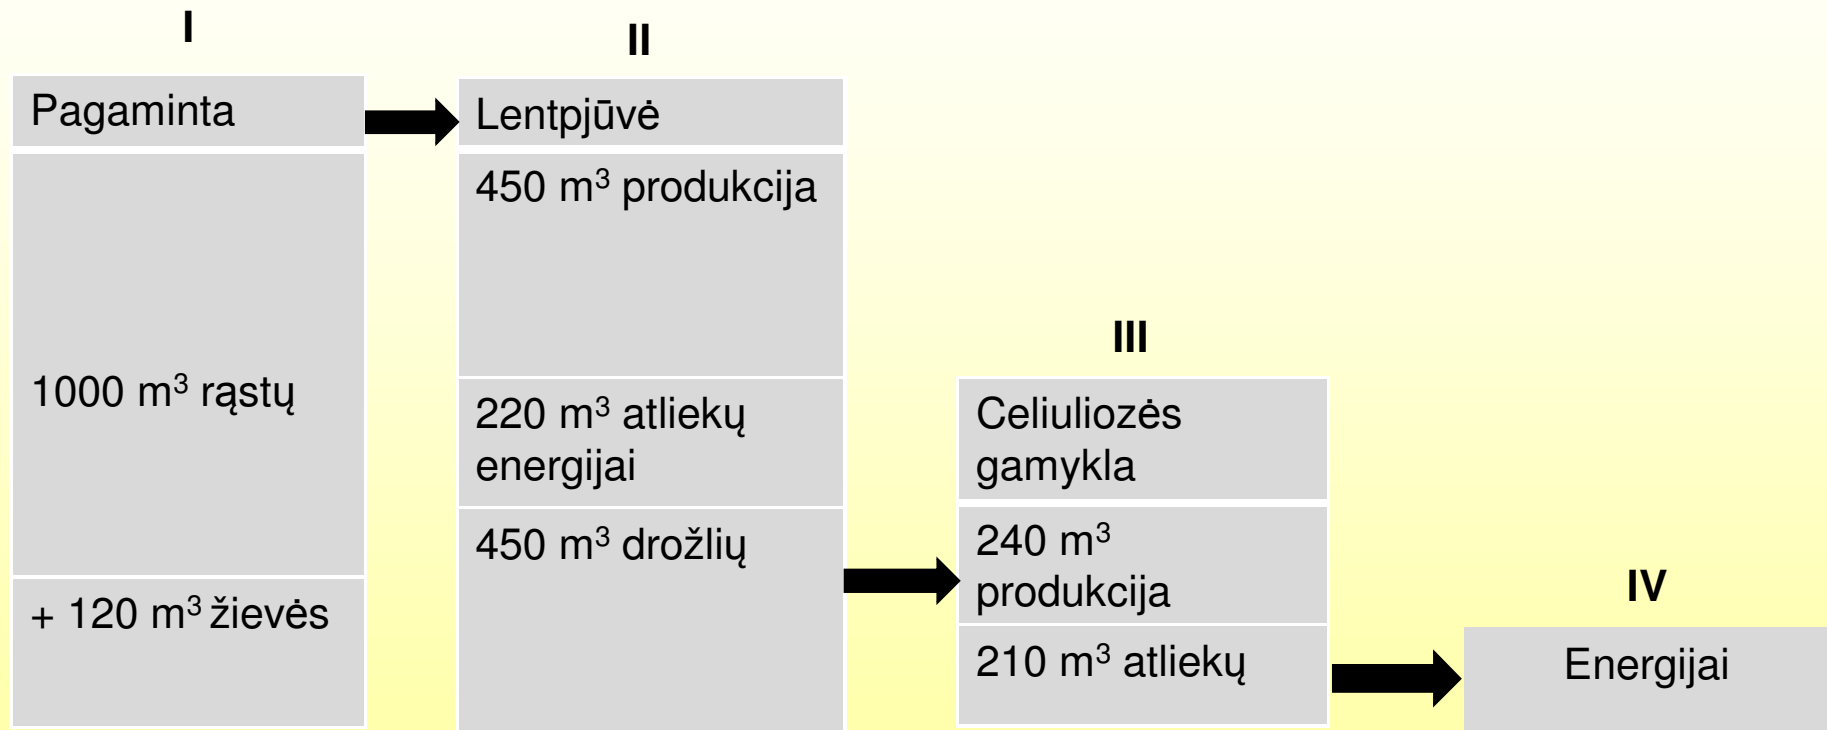 I
Pagaminta
1000 m³ rąstų
+ 120 m³ žievės
II
Lentpjūvė
450 m³ produkcija
220 m³ atliekų
energijai
450 m³ drožlių
III
Celiuliozės
gamykla
240 m³
produkcija
210 m³ atliekų
IV
Energijai